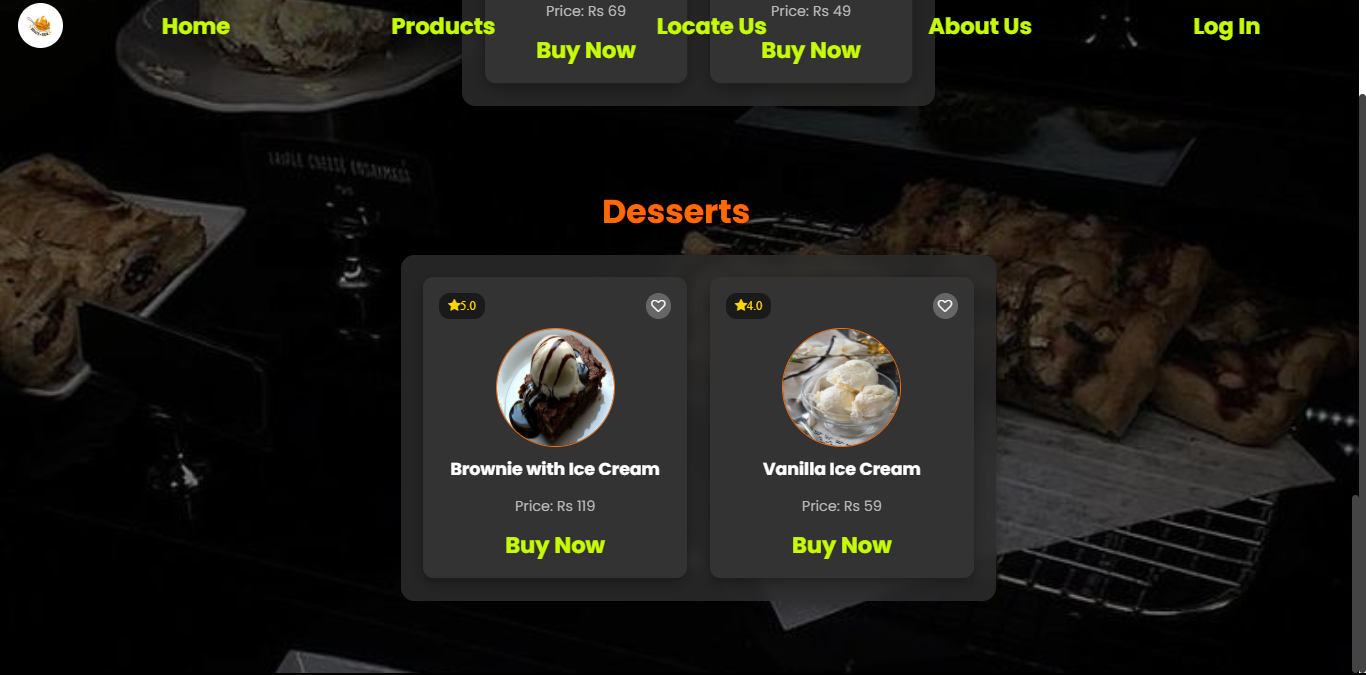 Price: Rs 69 Price: Rs 49
Home Products Locate Us About Us Log In
Buy Now Buy Now
TRIPLE CHEESE
Desserts
5.0 4.0
Brownie with Ice Cream Vanilla Ice Cream
Price: Rs 119 Price: Rs 59
Buy Now Buy Now